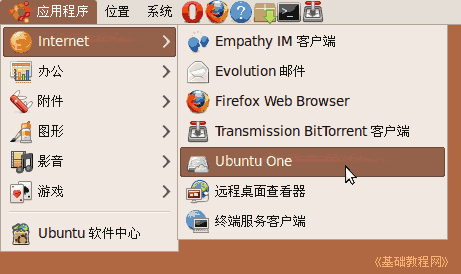 应用程序 位置 系统
Internet
办公
附件
图形
影音
游戏
Ubuntu 软件中心
Empathy IM 客户端
Evolution 邮件
Firefox Web Browser
Transmission BitTorrent 客户端
Ubuntu One
远程桌面查看器
终端服务客户端
《基础教程网》